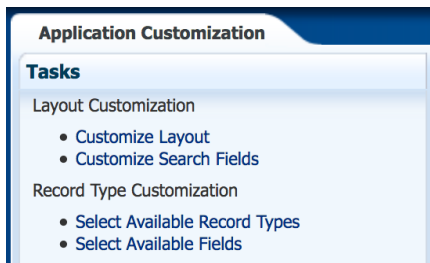 Application Customization
Tasks
Layout Customization
• Customize Layout
• Customize Search Fields
Record Type Customization
• Select Available Record Types
• Select Available Fields